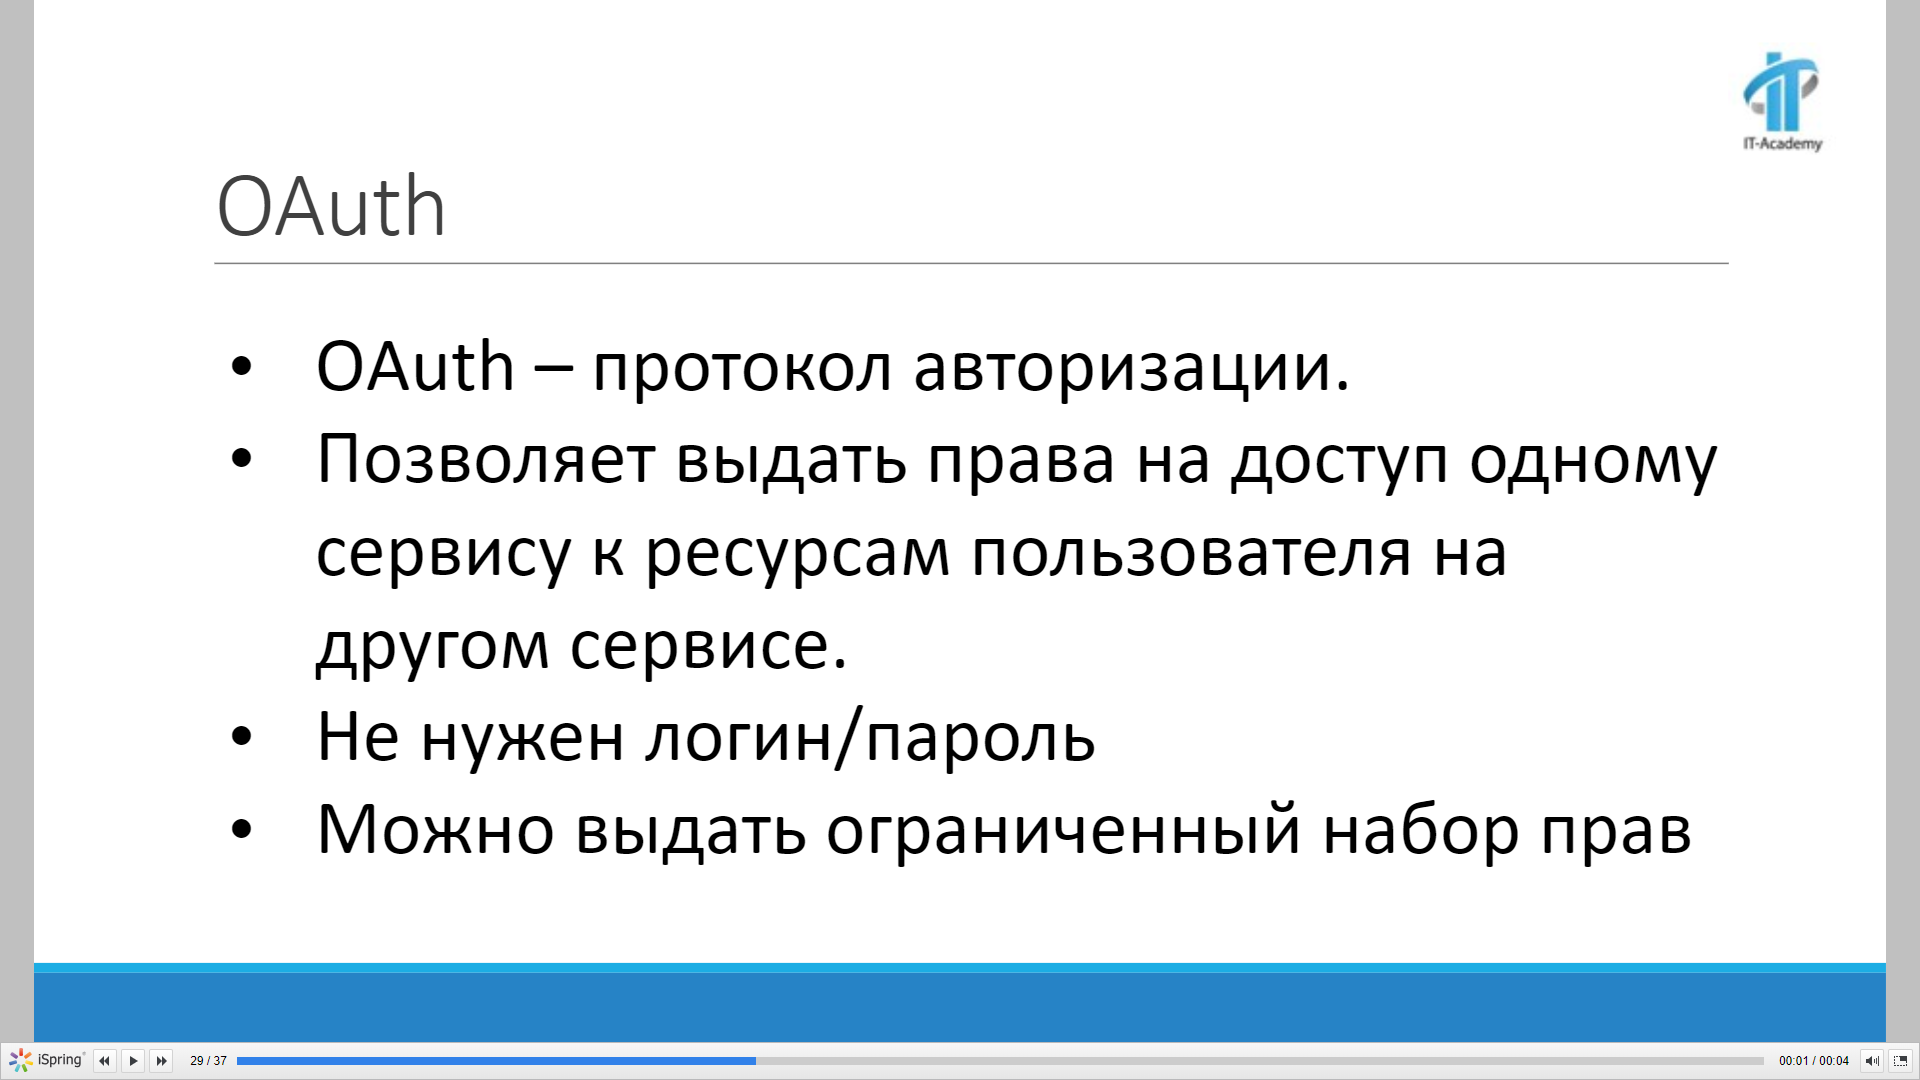 IT-Academy
OAuth
• OAuth – протокол авторизации.
• Позволяет выдать права на доступ одному
сервису к ресурсам пользователя на
другом сервисе.
• Не нужен логин/пароль
• Можно выдать ограниченный набор прав
iSpring 29 / 37 00:01 / 00:04